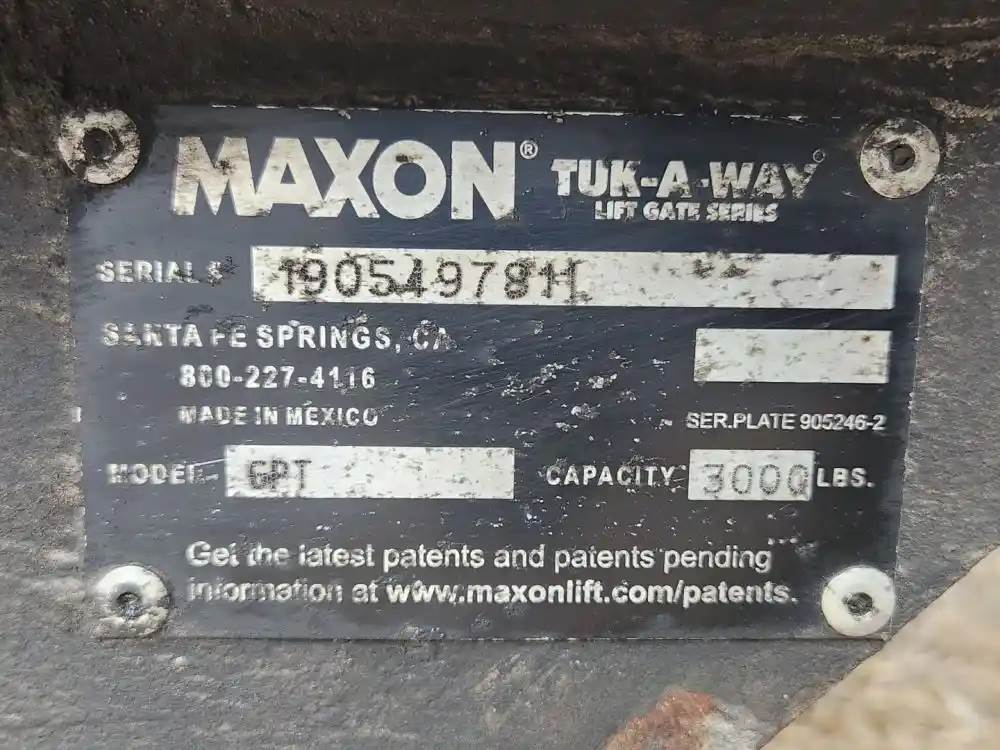 MAXON® TUK-A-WAY
LIFT GATE SERIES
SERIAL# 190549781H
SANTA FE SPRINGS, CA
800-227-4116
MADE IN MEXICO
SER.PLATE 905246-2
MODEL GPT CAPACITY 3000 LBS.
Get the latest patents and patents pending
information at www.maxonlift.com/patents.